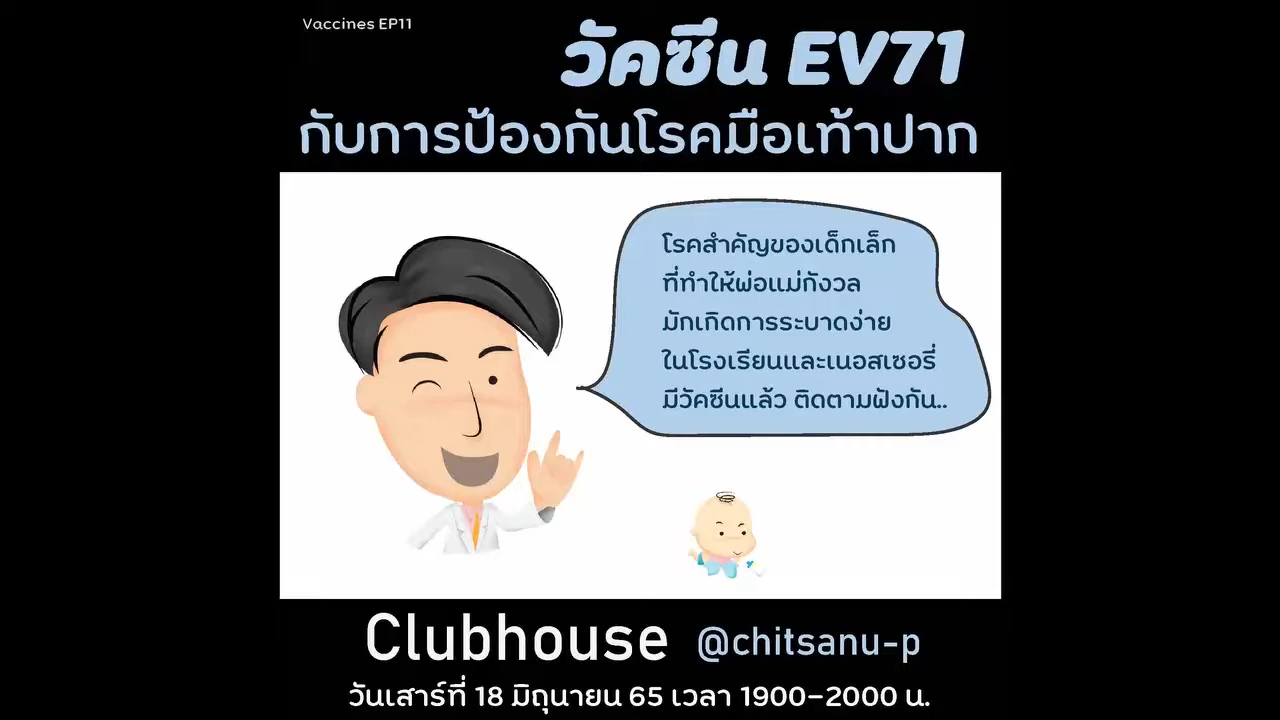 Vaccines EP11
วัคซีน EV71
กับการป้องกันโรคมือเท้าปาก
โรคสำคัญของเด็กเล็ก
ที่ทำให้พ่อแม่กังวล
มักเกิดการระบาดง่าย
ในโรงเรียนและเนอสเซอรี่
มีวัคซีนแล้ว ติดตามฟังกัน..
Clubhouse @chitsanu-p
วันเสาร์ที่ 18 มิถุนายน 65 เวลา 1900-2000 น.